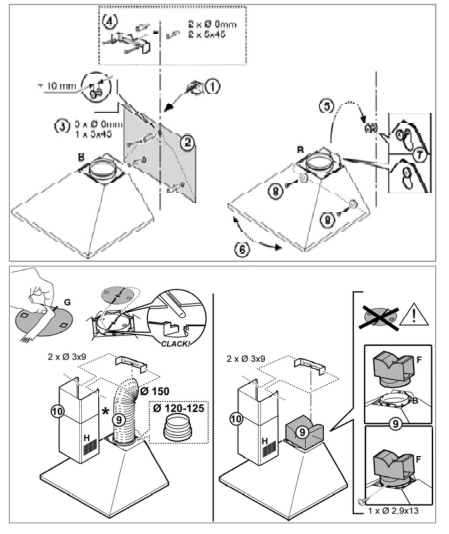 ④
2 x Ø 8mm
2 x 5x45
= 10 mm
①
③ 3 x Ø 8mm
1 x 5x45
②
B
⑤
B
⑦
⑧
⑧
⑥
G
CLACK!
2 x Ø 3x9
Ø 150
⑩
*
⑨
Ø 120-125
H
2 x Ø 3x9
⑩
⑨
H
!
F
B
⑨
F
1 x Ø 2,9x13